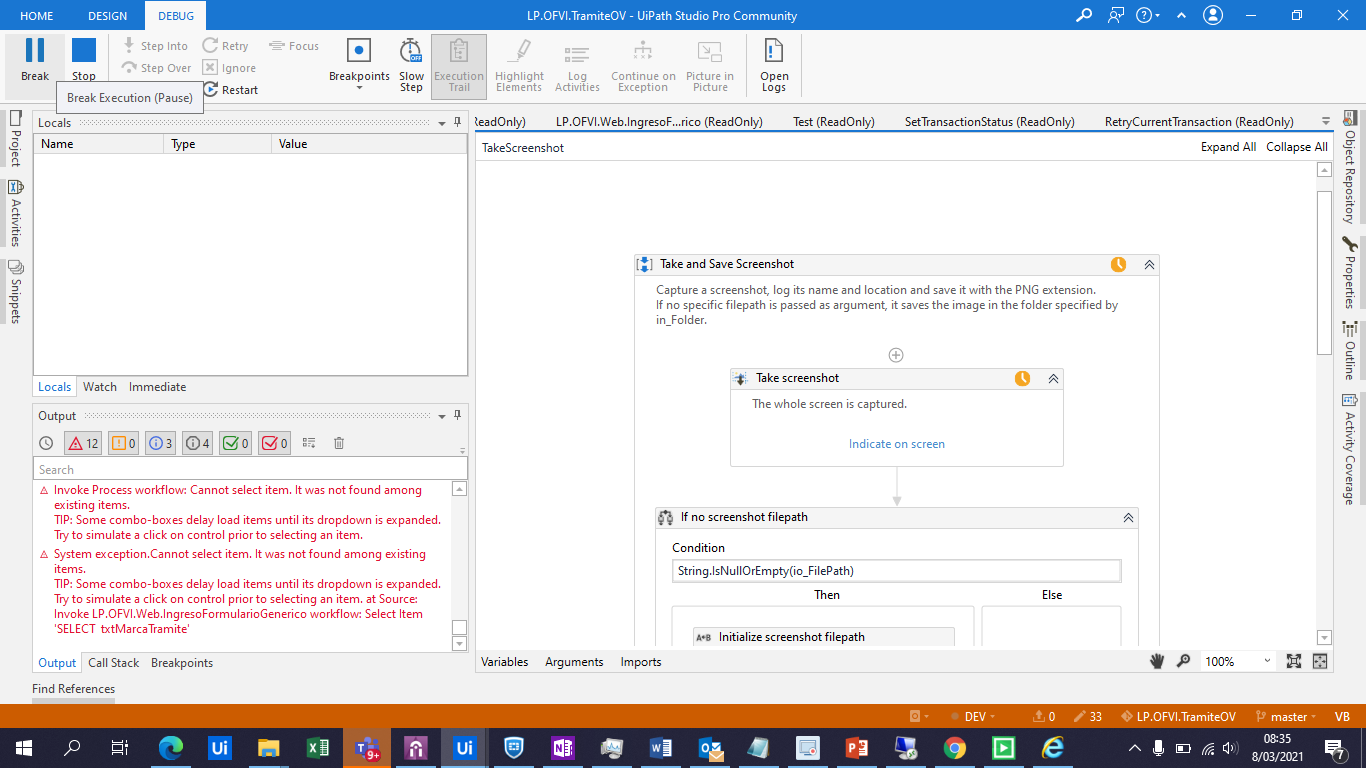 HOME
DESIGN
DEBUG
LP.OFVI.TramiteOV - UiPath Studio Pro Community
Break
Stop
Step Into
Step Over
Retry
Ignore
Restart
Focus
Breakpoints
Slow Step
OFF
Execution Trail
Highlight Elements
Log Activities
Continue on Exception
Picture in Picture
Open Logs
Break Execution (Pause)
Project
Activities
Snippets
Locals
Name Type Value
Locals Watch Immediate
Output
12 0 3 4 0 0
Search
Invoke Process workflow: Cannot select item. It was not found among
existing items.
TIP: Some combo-boxes delay load items until its dropdown is expanded.
Try to simulate a click on control prior to selecting an item.
System exception.Cannot select item. It was not found among existing
items.
TIP: Some combo-boxes delay load items until its dropdown is expanded.
Try to simulate a click on control prior to selecting an item. at Source:
Invoke LP.OFVI.Web.IngresoFormularioGenerico workflow: Select Item
'SELECT txtMarcaTramite'
Output Call Stack Breakpoints
Find References
ReadOnly) LP.OFVI.Web.IngresoF...rico (ReadOnly) Test (ReadOnly) SetTransactionStatus (ReadOnly) RetryCurrentTransaction (ReadOnly)
TakeScreenshot
Expand All Collapse All
Take and Save Screenshot
Capture a screenshot, log its name and location and save it with the PNG extension.
If no specific filepath is passed as argument, it saves the image in the folder specified by
in_Folder.
Take screenshot
The whole screen is captured.
Indicate on screen
If no screenshot filepath
Condition
String.IsNullOrEmpty(io_FilePath)
Then Else
A+B Initialize screenshot filepath
Variables Arguments Imports
100%
Object Repository
Properties
Outline
Activity Coverage
DEV 0 33 LP.OFVI.TramiteOV master VB
Ui
9+
Ui
08:35
8/03/2021
7